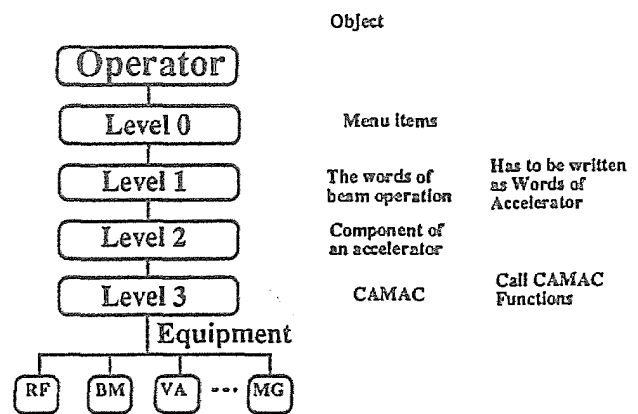 Object
Operator
Level 0
Menu items
Level 1
The words of
beam operation
Has to be written
as Words of
Accelerator
Level 2
Component of
an accelerator
Level 3
CAMAC
Call CAMAC
Functions
Equipment
RF
BM
VA
...
MG